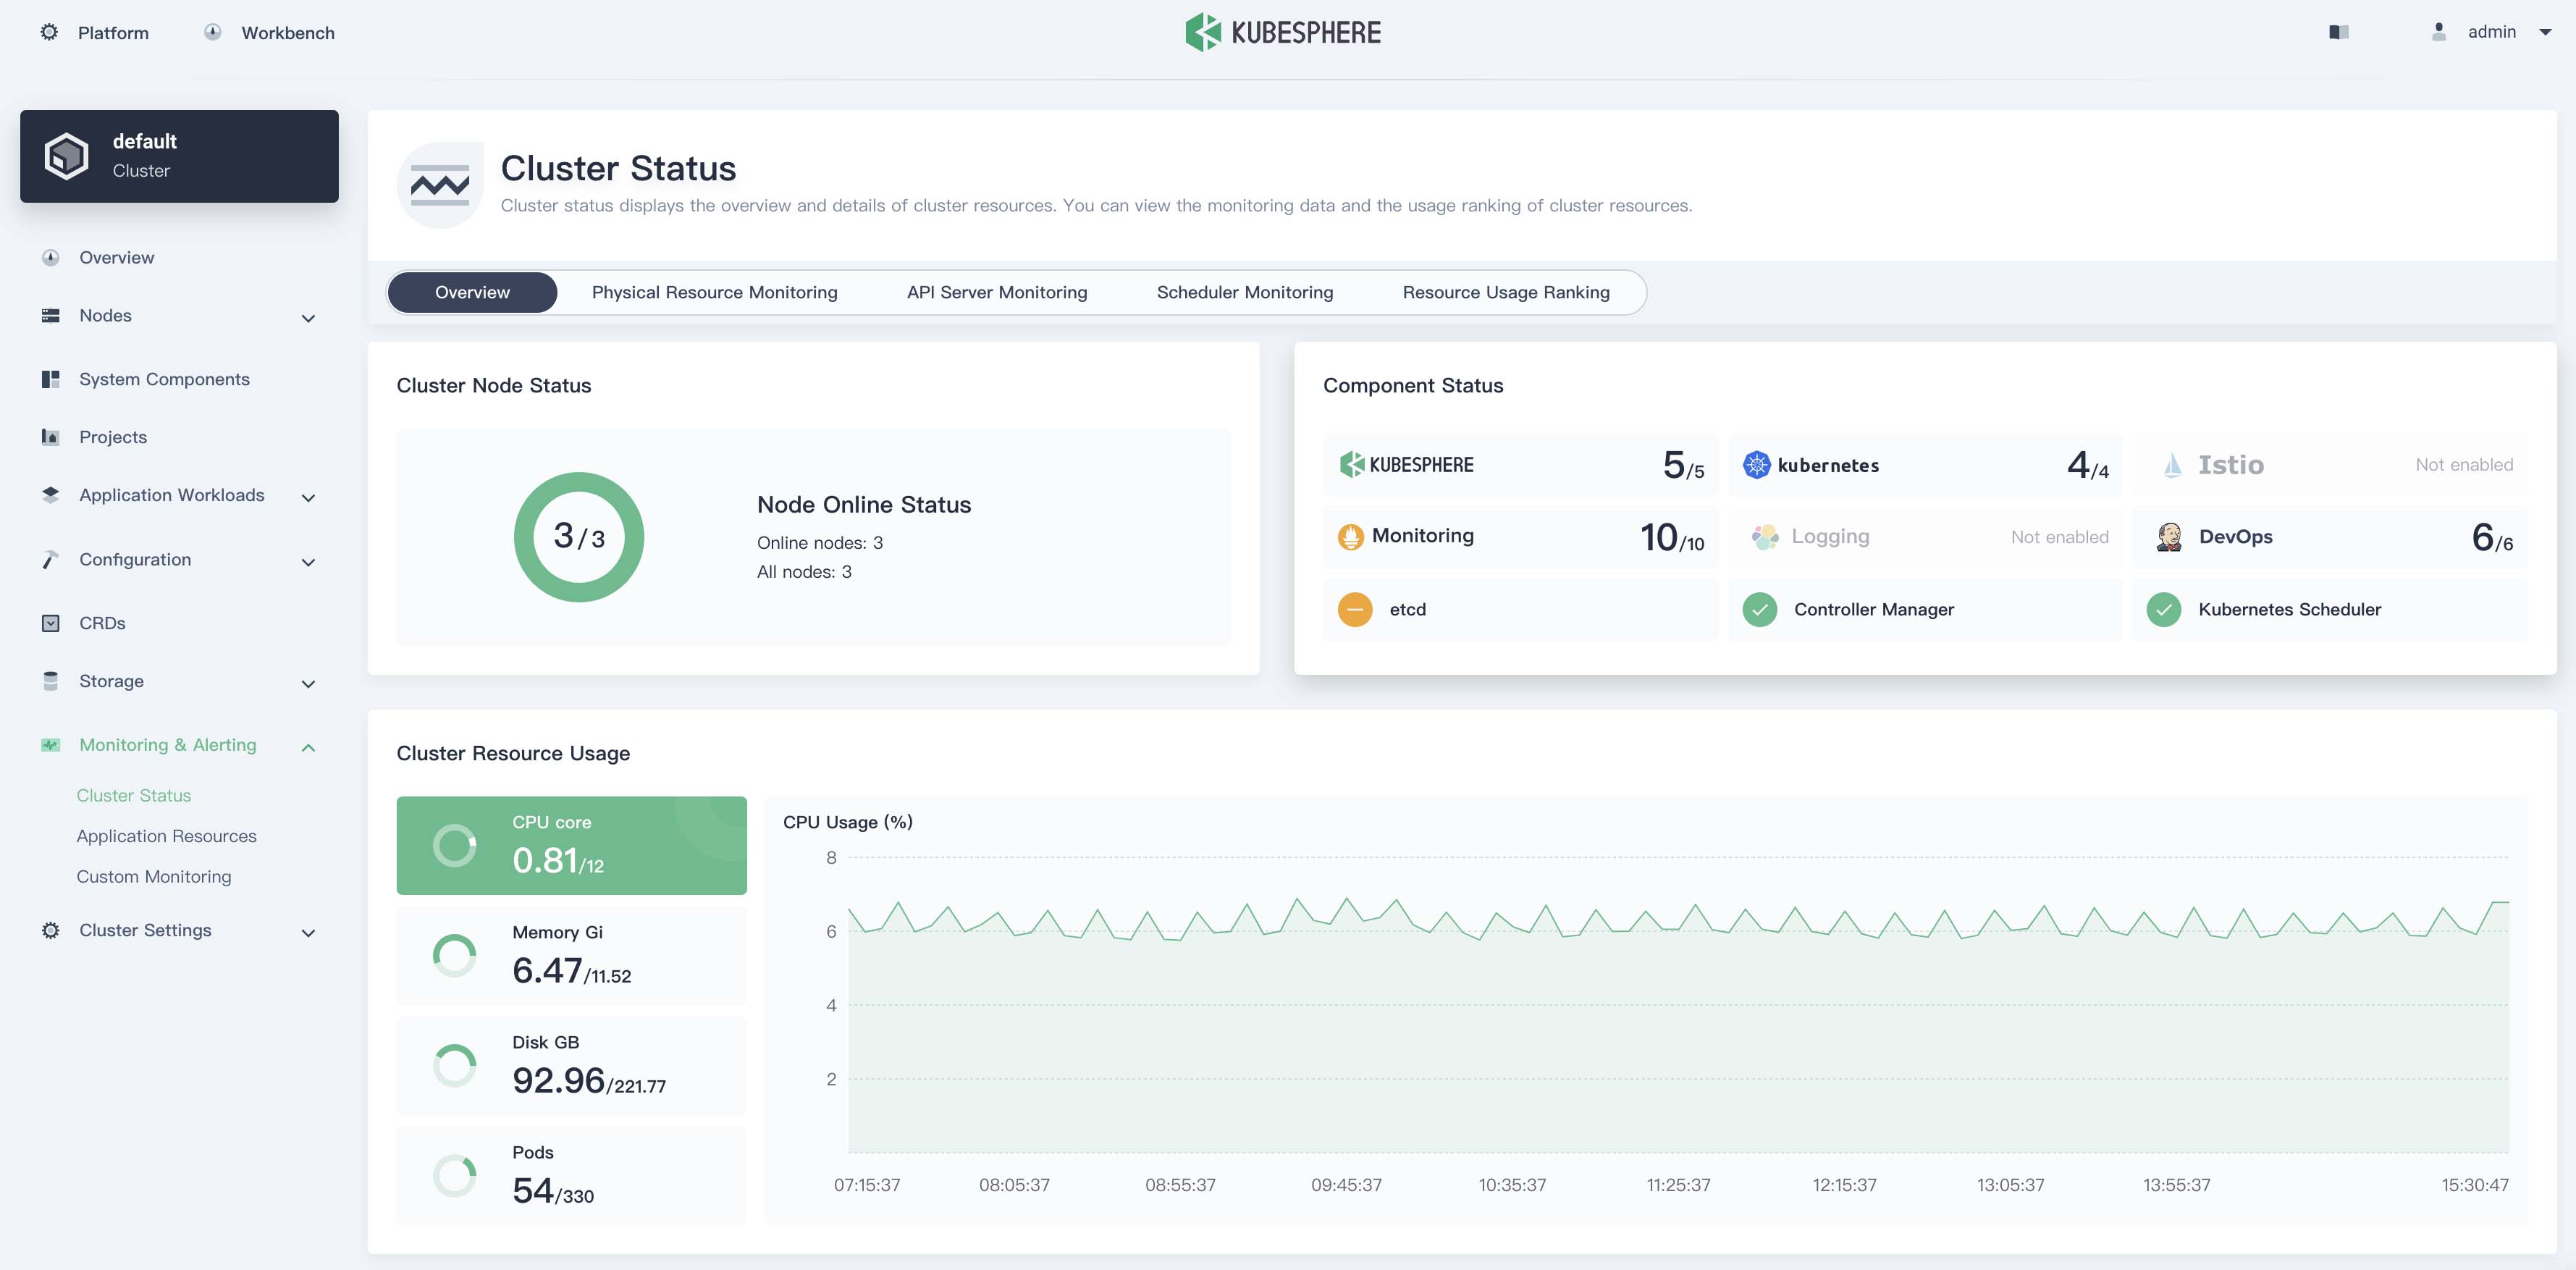 Platform
Workbench
KUBESPHERE
admin
default
Cluster
Overview
Nodes
System Components
Projects
Application Workloads
Configuration
CRDs
Storage
Monitoring & Alerting
Cluster Status
Application Resources
Custom Monitoring
Cluster Settings
Cluster Status
Cluster status displays the overview and details of cluster resources. You can view the monitoring data and the usage ranking of cluster resources.
Overview
Physical Resource Monitoring
API Server Monitoring
Scheduler Monitoring
Resource Usage Ranking
Cluster Node Status
3/3
Node Online Status
Online nodes: 3
All nodes: 3
Component Status
KUBESPHERE 5/5
kubernetes 4/4
Istio Not enabled
Monitoring 10/10
Logging Not enabled
DevOps 6/6
etcd
Controller Manager
Kubernetes Scheduler
Cluster Resource Usage
CPU core
0.81/12
Memory Gi
6.47/11.52
Disk GB
92.96/221.77
Pods
54/330
CPU Usage (%)
8
6
4
2
07:15:37
08:05:37
08:55:37
09:45:37
10:35:37
11:25:37
12:15:37
13:05:37
13:55:37
15:30:47